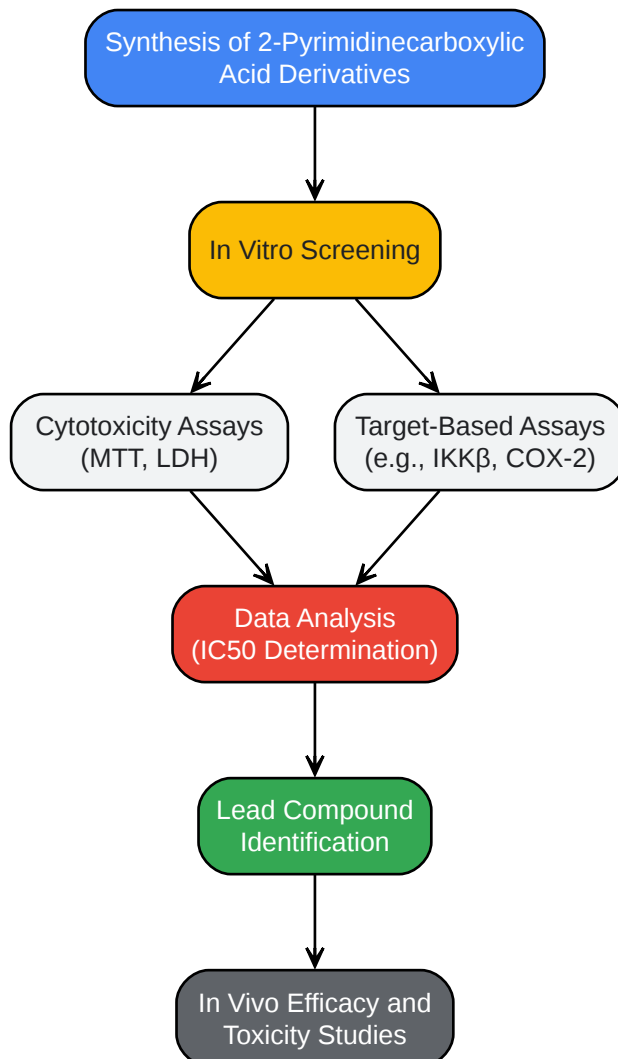 Synthesis of 2-Pyrimidinecarboxylic
Acid Derivatives
In Vitro Screening
Cytotoxicity Assays
(MTT, LDH)
Target-Based Assays
(e.g., IKKβ, COX-2)
Data Analysis
(IC50 Determination)
Lead Compound
Identification
In Vivo Efficacy and
Toxicity Studies